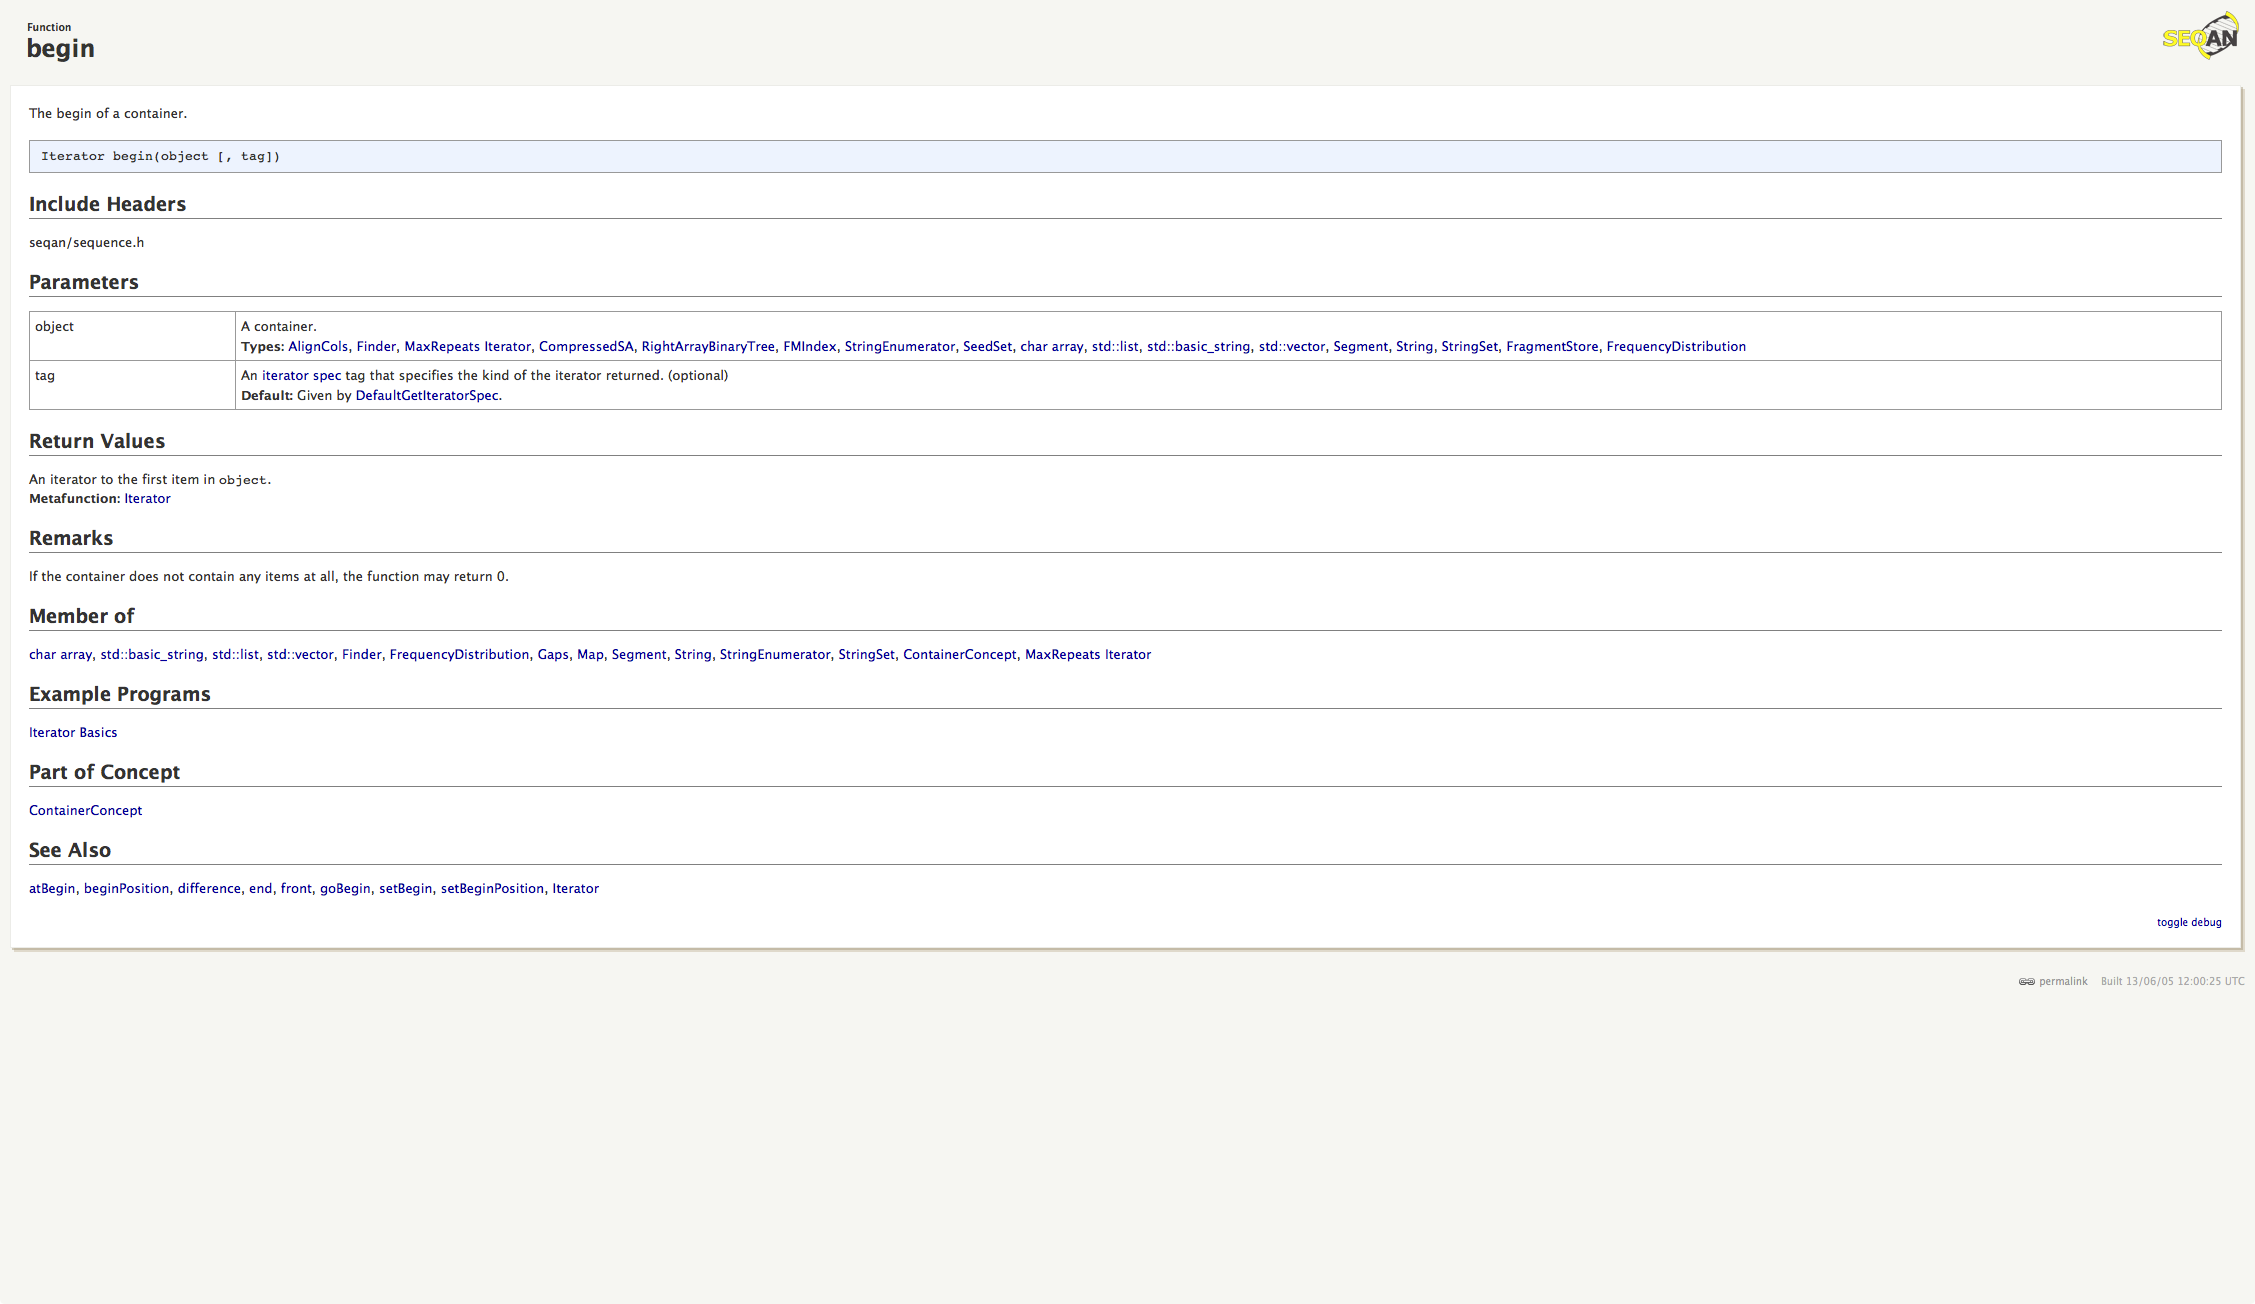 Function
begin
SEQAN
The begin of a container.
Iterator begin(object [, tag])
Include Headers
seqan/sequence.h
Parameters
object
A container.
Types: AlignCols, Finder, MaxRepeats Iterator, CompressedSA, RightArrayBinaryTree, FMIndex, StringEnumerator, SeedSet, char array, std::list, std::basic_string, std::vector, Segment, String, StringSet, FragmentStore, FrequencyDistribution
tag
An iterator spec tag that specifies the kind of the iterator returned. (optional)
Default: Given by DefaultGetIteratorSpec.
Return Values
An iterator to the first item in object.
Metafunction: Iterator
Remarks
If the container does not contain any items at all, the function may return 0.
Member of
char array, std::basic_string, std::list, std::vector, Finder, FrequencyDistribution, Gaps, Map, Segment, String, StringEnumerator, StringSet, ContainerConcept, MaxRepeats Iterator
Example Programs
Iterator Basics
Part of Concept
ContainerConcept
See Also
atBegin, beginPosition, difference, end, front, goBegin, setBegin, setBeginPosition, Iterator
toggle debug
permalink Built 13/06/05 12:00:25 UTC